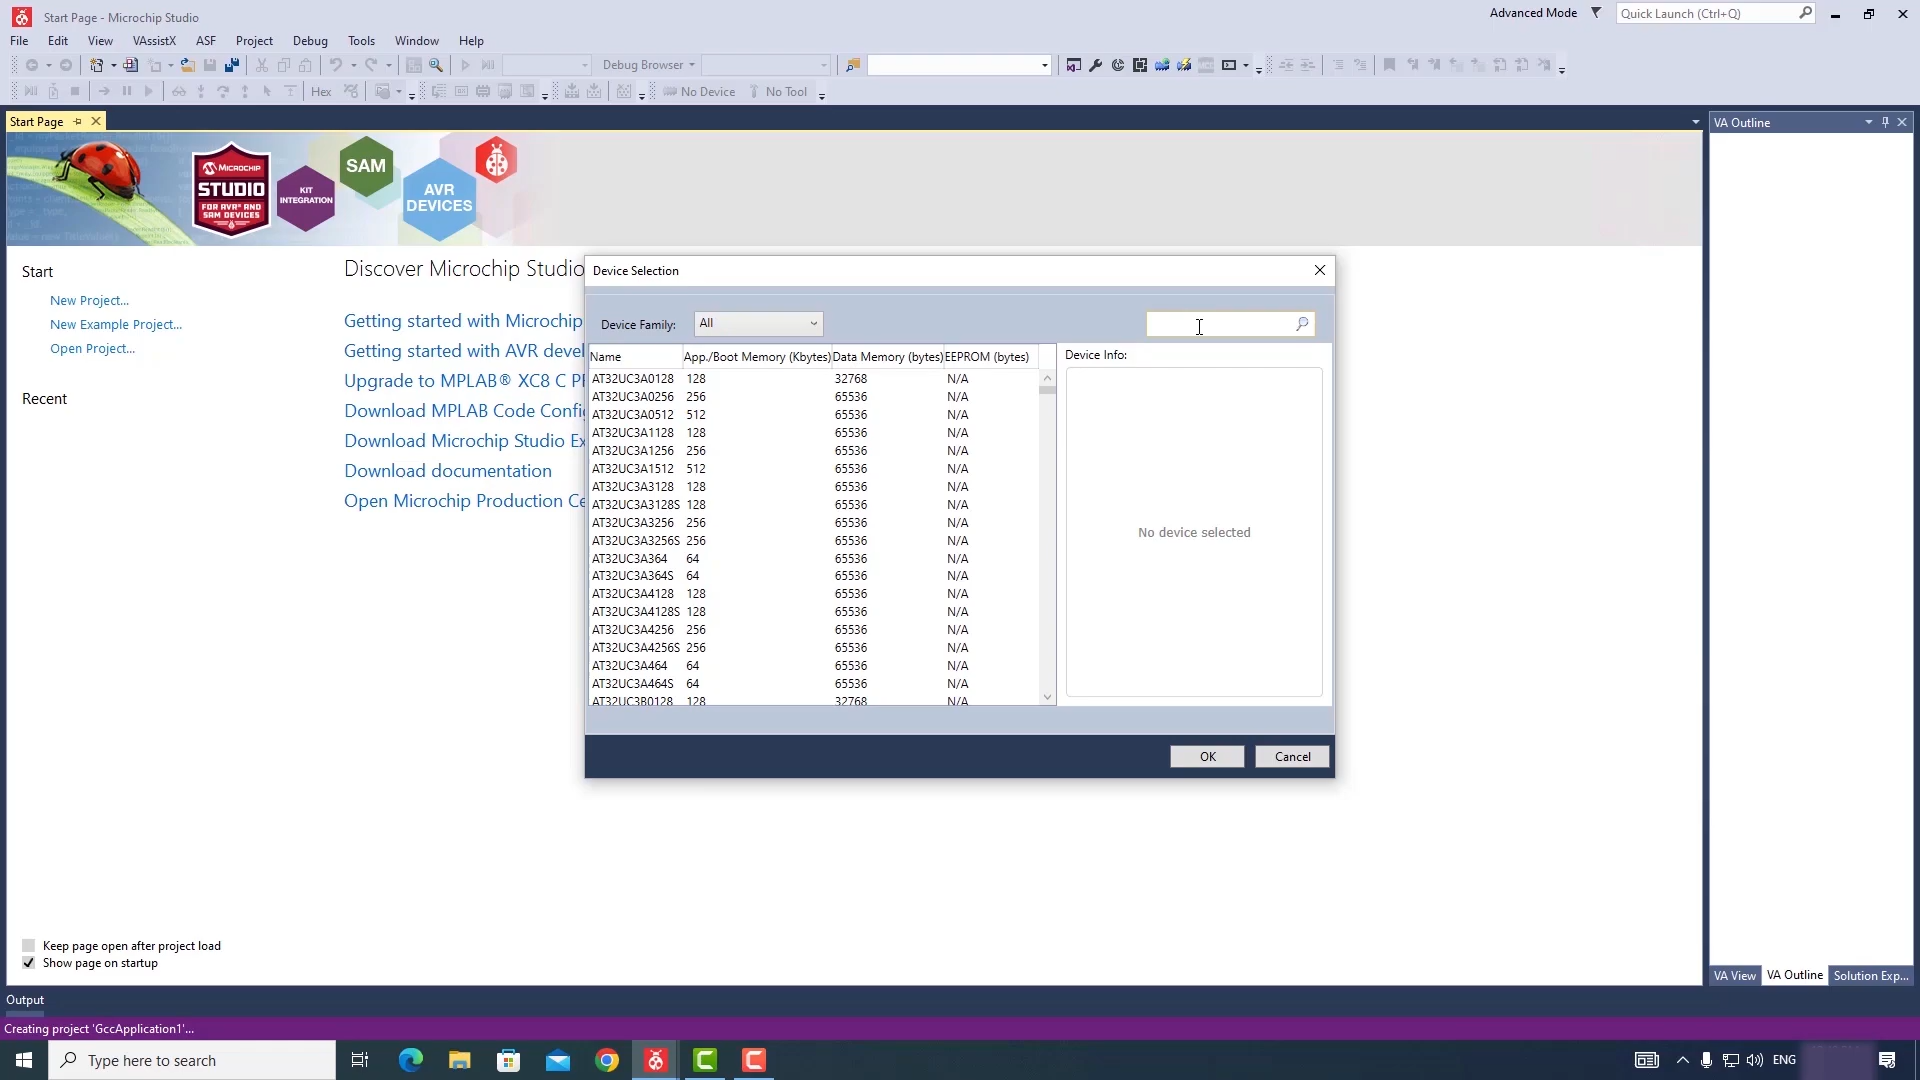 Start Page - Microchip Studio
Advanced Mode
Quick Launch (Ctrl+Q)
File Edit View VAssistX ASF Project Debug Tools Window Help
Debug Browser
Hex
No Device No Tool
Start Page
VA Outline
MICROCHIP
STUDIO
FOR AVR® AND
SAM DEVICES
KIT
INTEGRATION
SAM
AVR
DEVICES
Start
New Project...
New Example Project...
Open Project...
Recent
Discover Microchip Studio
Getting started with Microchip
Getting started with AVR devel
Upgrade to MPLAB® XC8 C
Download MPLAB Code Config
Download Microchip Studio Ex
Download documentation
Open Microchip Production Ce
Device Selection
Device Family: All
Name App./Boot Memory (Kbytes) Data Memory (bytes) EEPROM (bytes)
AT32UC3A0128 128 32768 N/A
AT32UC3A0256 256 65536 N/A
AT32UC3A0512 512 65536 N/A
AT32UC3A1128 128 65536 N/A
AT32UC3A1256 256 65536 N/A
AT32UC3A1512 512 65536 N/A
AT32UC3A3128 128 65536 N/A
AT32UC3A3128S 128 65536 N/A
AT32UC3A3256 256 65536 N/A
AT32UC3A3256S 256 65536 N/A
AT32UC3A364 64 65536 N/A
AT32UC3A364S 64 65536 N/A
AT32UC3A4128 128 65536 N/A
AT32UC3A4128S 128 65536 N/A
AT32UC3A4256 256 65536 N/A
AT32UC3A4256S 256 65536 N/A
AT32UC3A464 64 65536 N/A
AT32UC3A464S 64 65536 N/A
AT32UC3B0128 128 32768 N/A
Device Info:
No device selected
OK Cancel
Keep page open after project load
Show page on startup
VA View VA Outline Solution Exp...
Output
Creating project 'GccApplication1'...
Type here to search
ENG